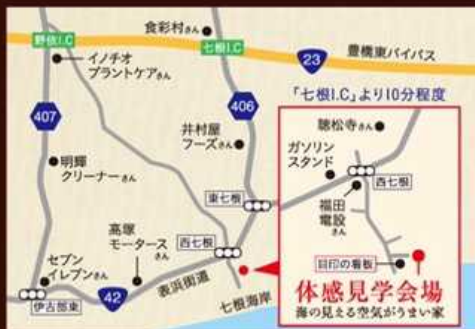 食彩村さん
野依I.C
七根I.C
豊橋東バイパス
23
イノチオ
プラントケアさん
「七根I.C」より10分程度
407
406
聴松寺さん
井村屋
フーズさん
ガソリン
スタンド
西七根
明輝
クリーナーさん
東七根
福田
電設さん
高塚
モータースさん
西七根
目印の看板
セブン
イレブンさん
表浜街道
体感見学会場
海の見える空気がうまい家
伊古部東
42
七根海岸